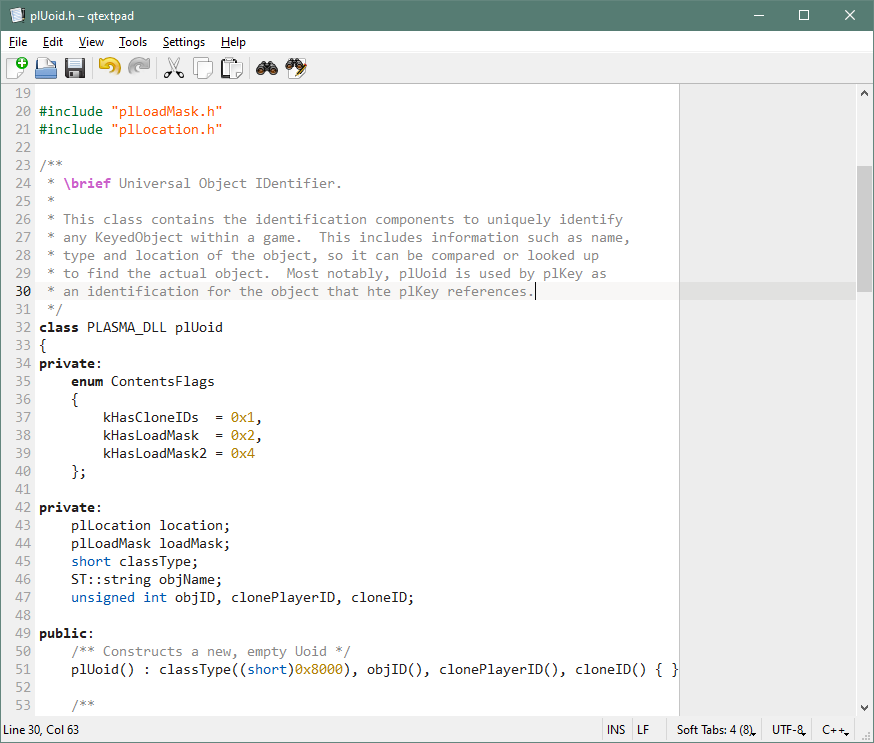 plUoid.h – qtextpad
File Edit View Tools Settings Help
19
20 #include "plLoadMask.h"
21 #include "plLocation.h"
22
23 /**
24  * \brief Universal Object IDentifier.
25  *
26  * This class contains the identification components to uniquely identify
27  * any KeyedObject within a game.  This includes information such as name,
28  * type and location of the object, so it can be compared or looked up
29  * to find the actual object.  Most notably, plUoid is used by plKey as
30  * an identification for the object that hte plKey references.
31  */
32 class PLASMA_DLL plUoid
33 {
34 private:
35     enum ContentsFlags
36     {
37         kHasCloneIDs  = 0x1,
38         kHasLoadMask  = 0x2,
39         kHasLoadMask2 = 0x4
40     };
41
42 private:
43     plLocation location;
44     plLoadMask loadMask;
45     short classType;
46     ST::string objName;
47     unsigned int objID, clonePlayerID, cloneID;
48
49 public:
50     /** Constructs a new, empty Uoid */
51     plUoid() : classType((short)0x8000), objID(), clonePlayerID(), cloneID() { }
52
53     /**
Line 30, Col 63 INS LF Soft Tabs: 4 (8) UTF-8 C++